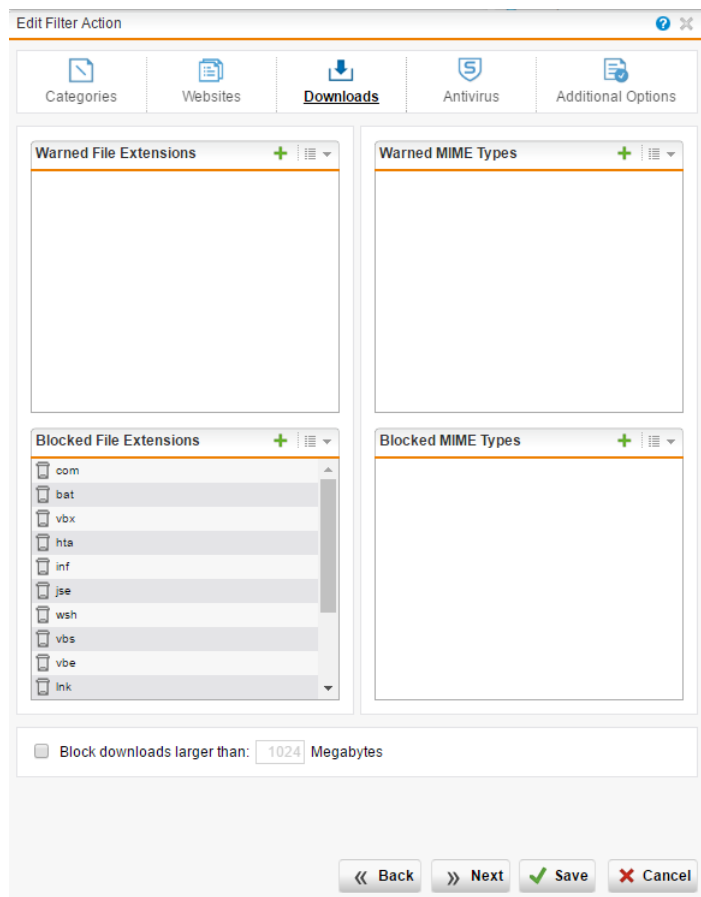 Edit Filter Action
Categories
Websites
Downloads
Antivirus
Additional Options
Warned File Extensions
Warned MIME Types
Blocked File Extensions
com
bat
vbx
hta
inf
jse
wsh
vbs
vbe
lnk
Blocked MIME Types
Block downloads larger than: 1024 Megabytes
Back
Next
Save
Cancel